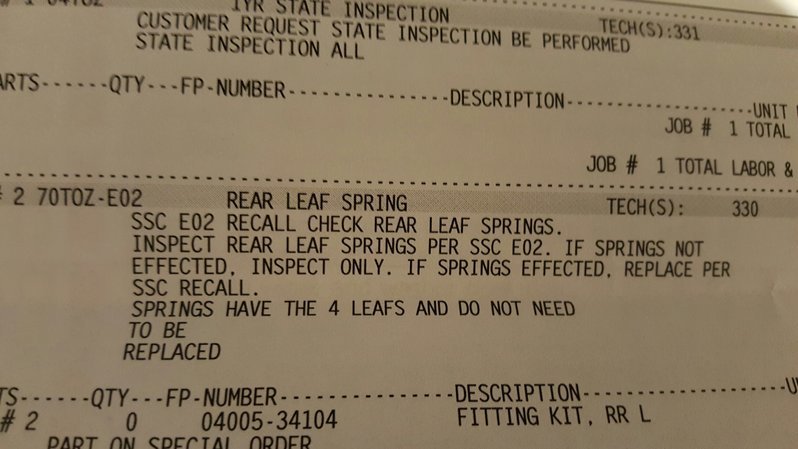 # 1 04TOZ 1YR STATE INSPECTION TECH(S):331
CUSTOMER REQUEST STATE INSPECTION BE PERFORMED
STATE INSPECTION ALL
ARTS------QTY---FP-NUMBER---------------DESCRIPTION-----------------UNIT
JOB # 1 TOTAL
JOB # 1 TOTAL LABOR &
# 2 70TOZ-E02 REAR LEAF SPRING TECH(S): 330
SSC E02 RECALL CHECK REAR LEAF SPRINGS.
INSPECT REAR LEAF SPRINGS PER SSC E02. IF SPRINGS NOT
EFFECTED, INSPECT ONLY. IF SPRINGS EFFECTED, REPLACE PER
SSC RECALL.
SPRINGS HAVE THE 4 LEAFS AND DO NOT NEED
TO BE
REPLACED
TS------QTY---FP-NUMBER---------------DESCRIPTION-----------------U
# 2 0 04005-34104 FITTING KIT, RR L
PART ON SPECIAL ORDER